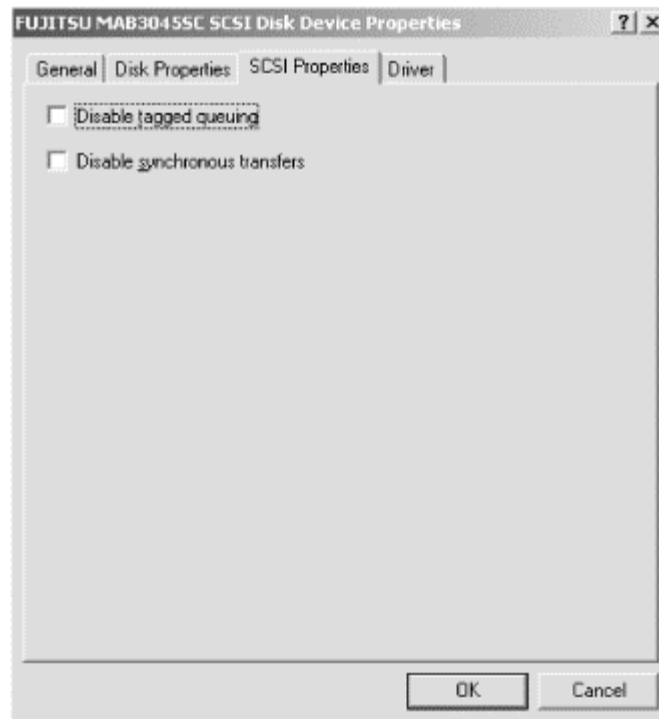 FUJITSU MAB3045SC SCSI Disk Device Properties ? ×
General Disk Properties SCSI Properties Driver
Disable tagged queuing
Disable synchronous transfers
OK Cancel